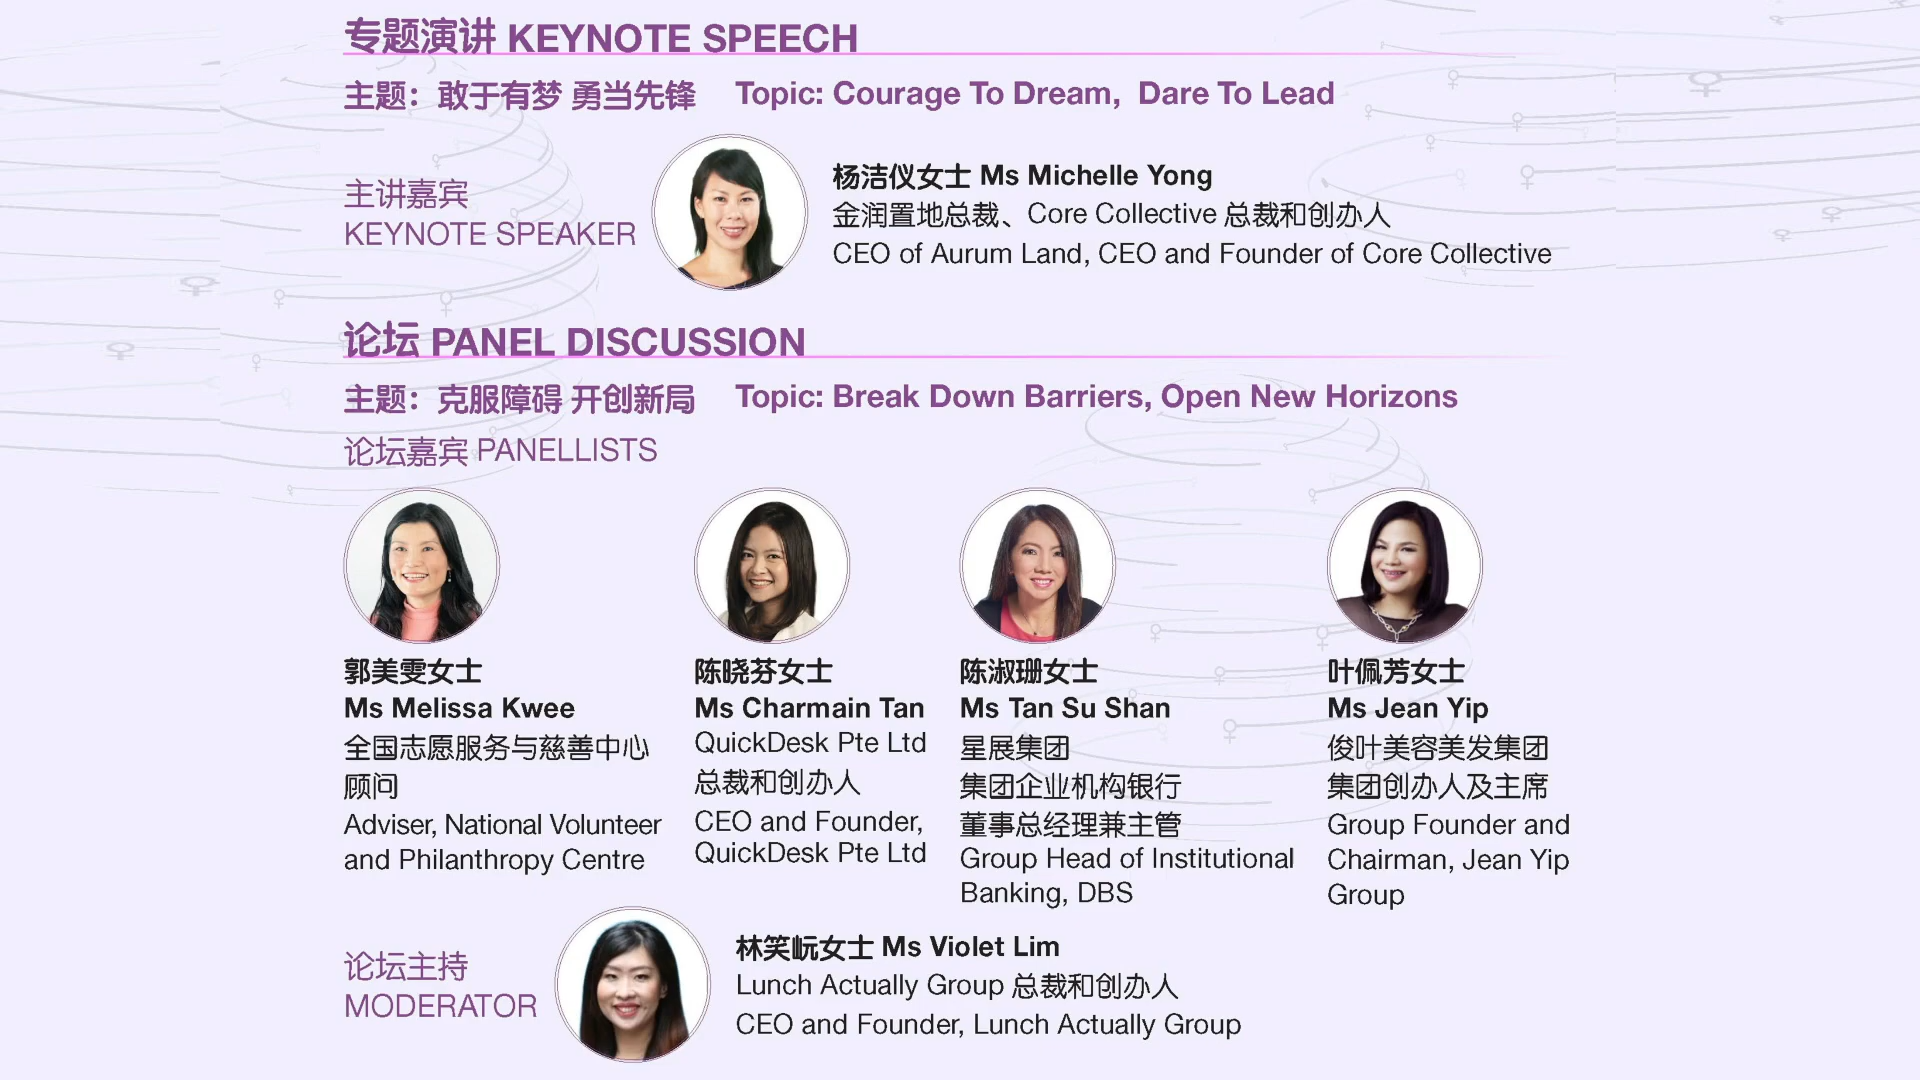 专题演讲 KEYNOTE SPEECH
主题：敢于有梦 勇当先锋 Topic: Courage To Dream, Dare To Lead
主讲嘉宾
KEYNOTE SPEAKER
杨洁仪女士 Ms Michelle Yong
金润置地总裁、Core Collective 总裁和创办人
CEO of Aurum Land, CEO and Founder of Core Collective
论坛 PANEL DISCUSSION
主题：克服障碍 开创新局 Topic: Break Down Barriers, Open New Horizons
论坛嘉宾 PANELLISTS
郭美雯女士
Ms Melissa Kwee
全国志愿服务与慈善中心
顾问
Adviser, National Volunteer
and Philanthropy Centre
陈晓芬女士
Ms Charmain Tan
QuickDesk Pte Ltd
总裁和创办人
CEO and Founder,
QuickDesk Pte Ltd
陈淑珊女士
Ms Tan Su Shan
星展集团
集团企业机构银行
董事总经理兼主管
Group Head of Institutional
Banking, DBS
叶佩芳女士
Ms Jean Yip
俊叶美容美发集团
集团创办人及主席
Group Founder and
Chairman, Jean Yip
Group
论坛主持
MODERATOR
林笑岏女士 Ms Violet Lim
Lunch Actually Group 总裁和创办人
CEO and Founder, Lunch Actually Group